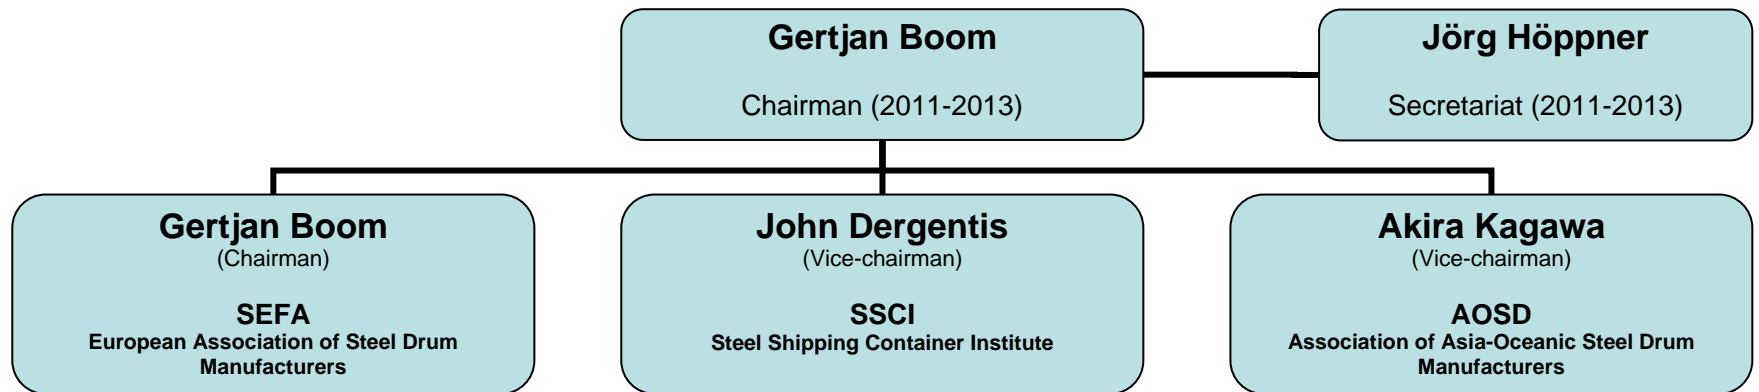 Gertjan Boom
Chairman (2011-2013)
Jörg Höppner
Secretariat (2011-2013)
Gertjan Boom
(Chairman)
SEFA
European Association of Steel Drum
Manufacturers
John Dergentis
(Vice-chairman)
SSCI
Steel Shipping Container Institute
Akira Kagawa
(Vice-chairman)
AOSD
Association of Asia-Oceanic Steel Drum
Manufacturers